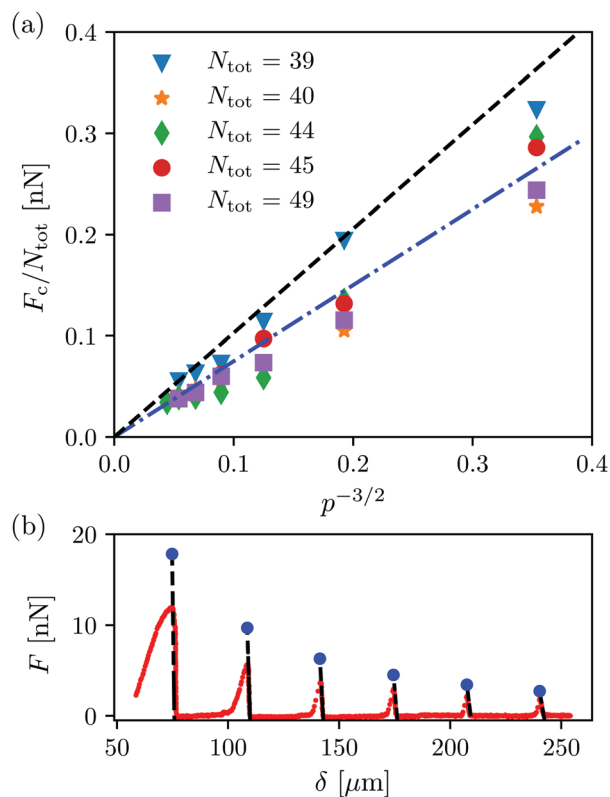 (a)
0.4
0.3
0.2
0.1
0.0
F_c/N_tot [nN]
N_tot = 39
N_tot = 40
N_tot = 44
N_tot = 45
N_tot = 49
0.0 0.1 0.2 0.3 0.4
p^{-3/2}
(b)
20
10
0
F [nN]
50 100 150 200 250
δ [μm]